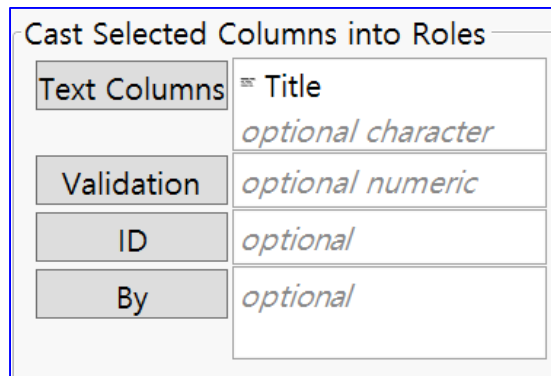 Cast Selected Columns into Roles
Text Columns
Title
optional character
Validation
optional numeric
ID
optional
By
optional